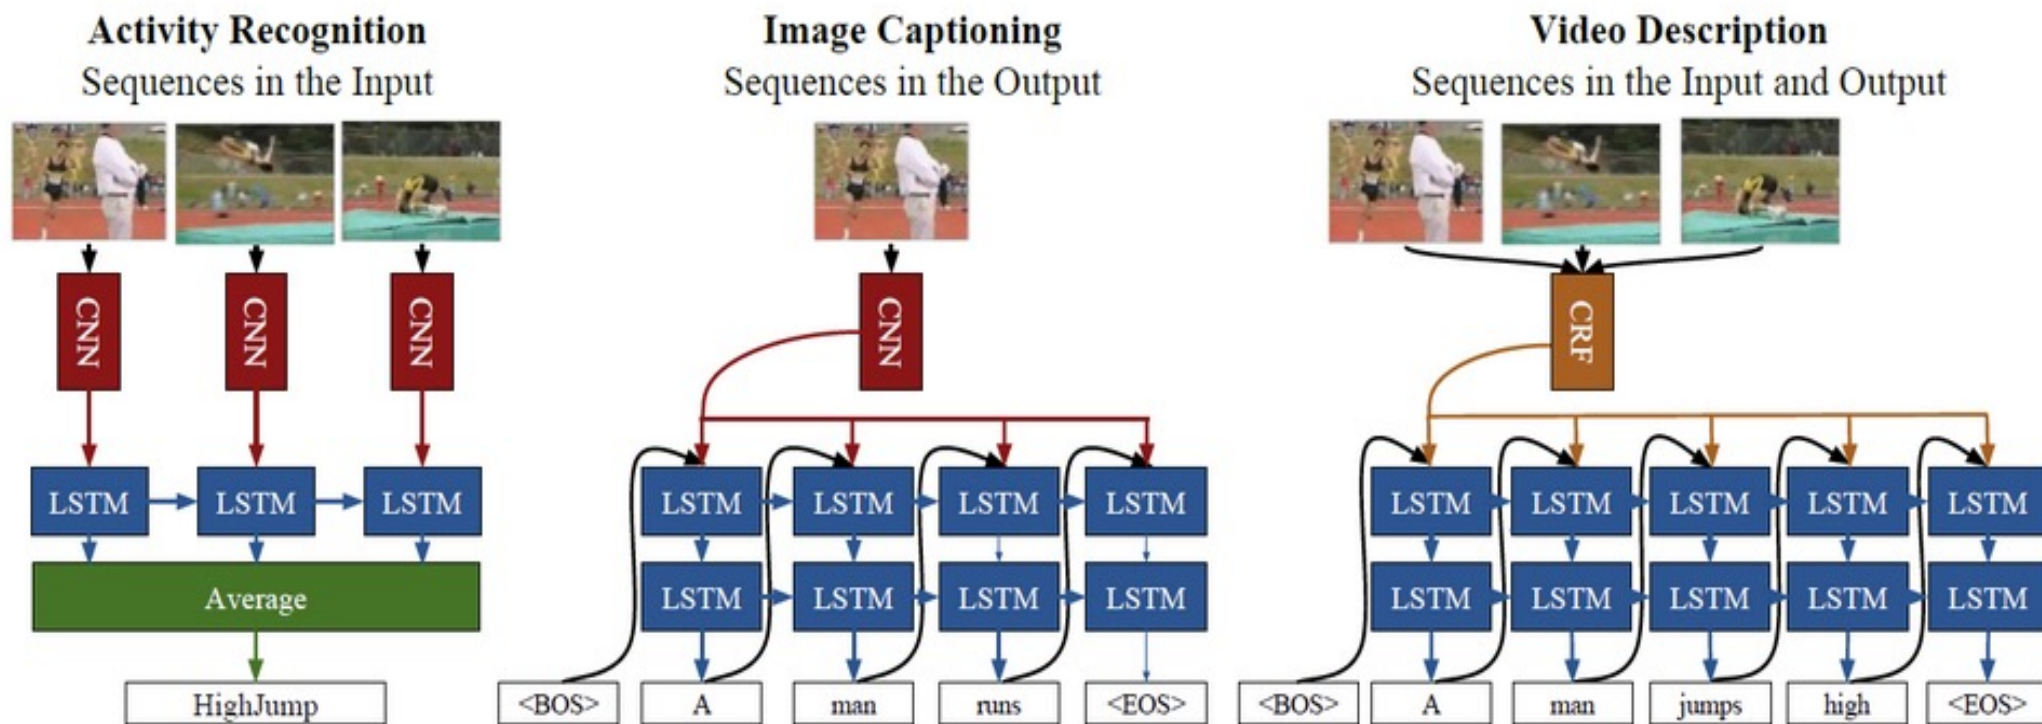 Activity Recognition
Sequences in the Input
CNN
CNN
CNN
LSTM
LSTM
LSTM
Average
HighJump
Image Captioning
Sequences in the Output
CNN
LSTM
LSTM
LSTM
LSTM
LSTM
LSTM
LSTM
LSTM
<BOS>
A
man
runs
<EOS>
Video Description
Sequences in the Input and Output
CRF
LSTM
LSTM
LSTM
LSTM
LSTM
LSTM
LSTM
LSTM
LSTM
LSTM
<BOS>
A
man
jumps
high
<EOS>